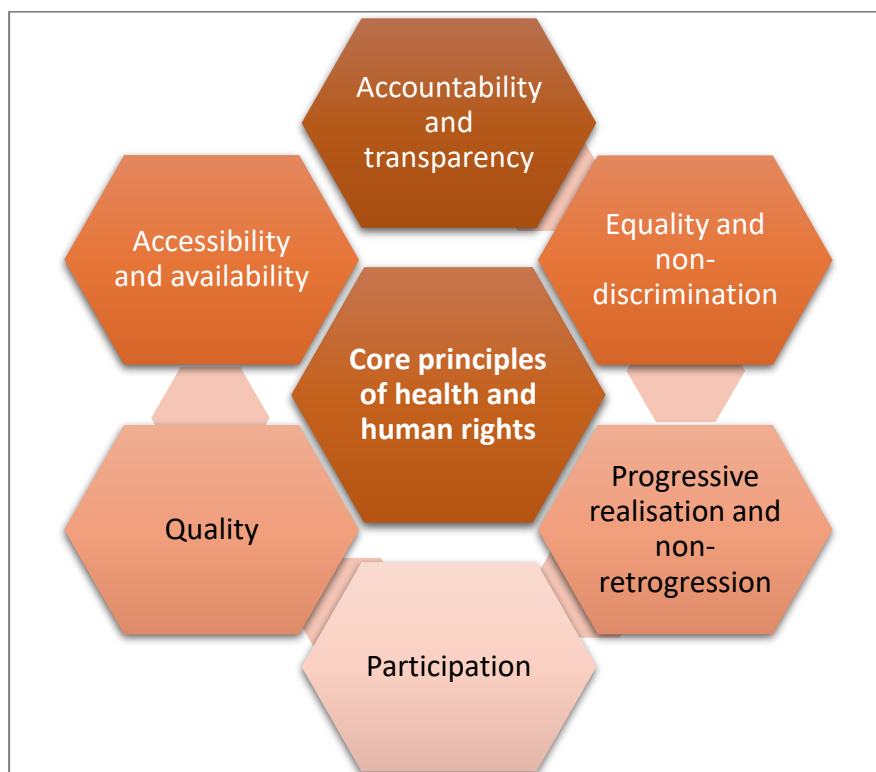 Accountability
and
transparency
Accessibility
and availability
Equality and
non-
discrimination
Core principles
of health and
human rights
Quality
Progressive
realisation and
non-
retrogression
Participation